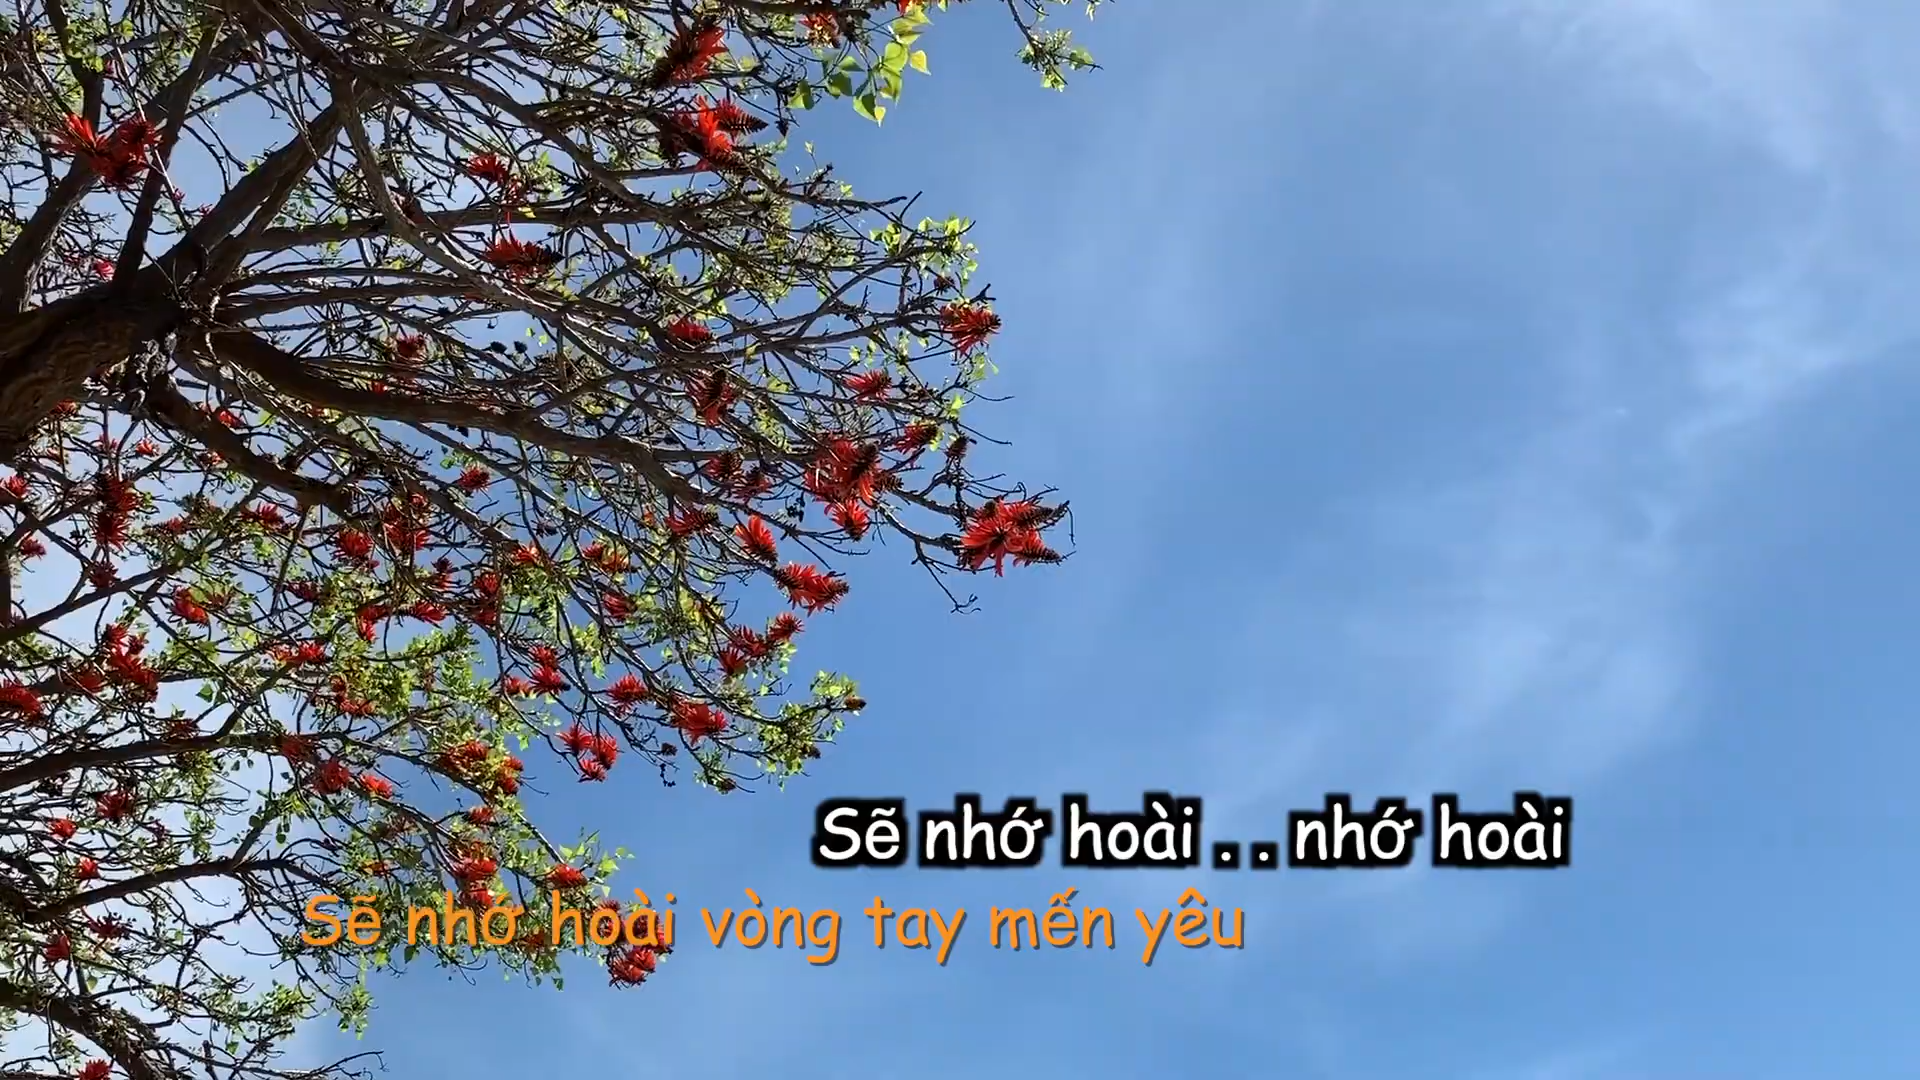 Sẽ nhớ hoài . . nhớ hoài
Sẽ nhớ hoài vòng tay mến yêu